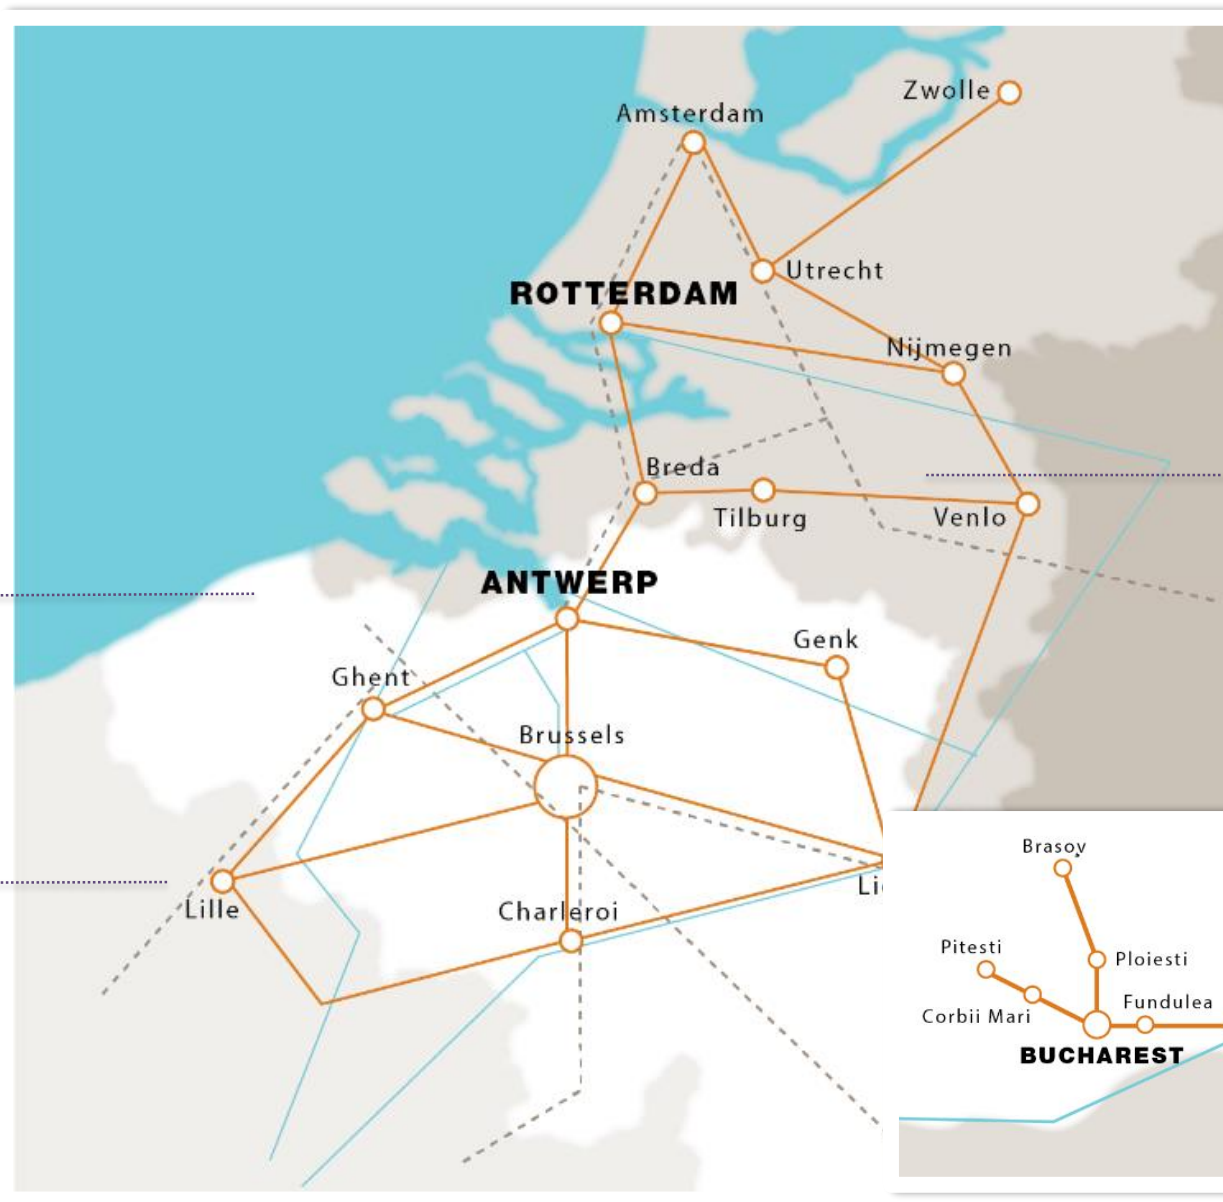 Zwolle
Amsterdam
Utrecht
ROTTERDAM
Nijmegen
Breda
Tilburg
Venlo
ANTWERP
Genk
Ghent
Brussels
Lille
Charleroi
Brasov
Pitesti
Ploiesti
Corbii Mari
Fundulea
BUCHAREST